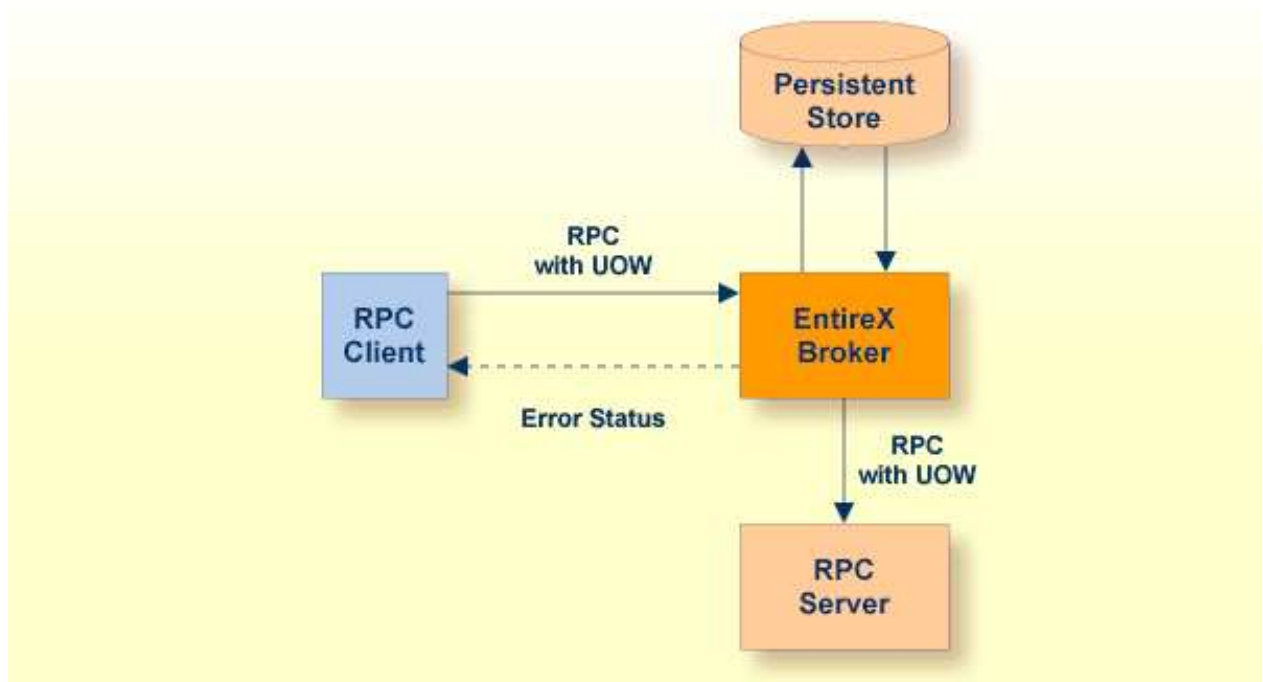 Persistent
Store
RPC
with UOW
RPC
Client
EntireX
Broker
Error Status
RPC
with UOW
RPC
Server